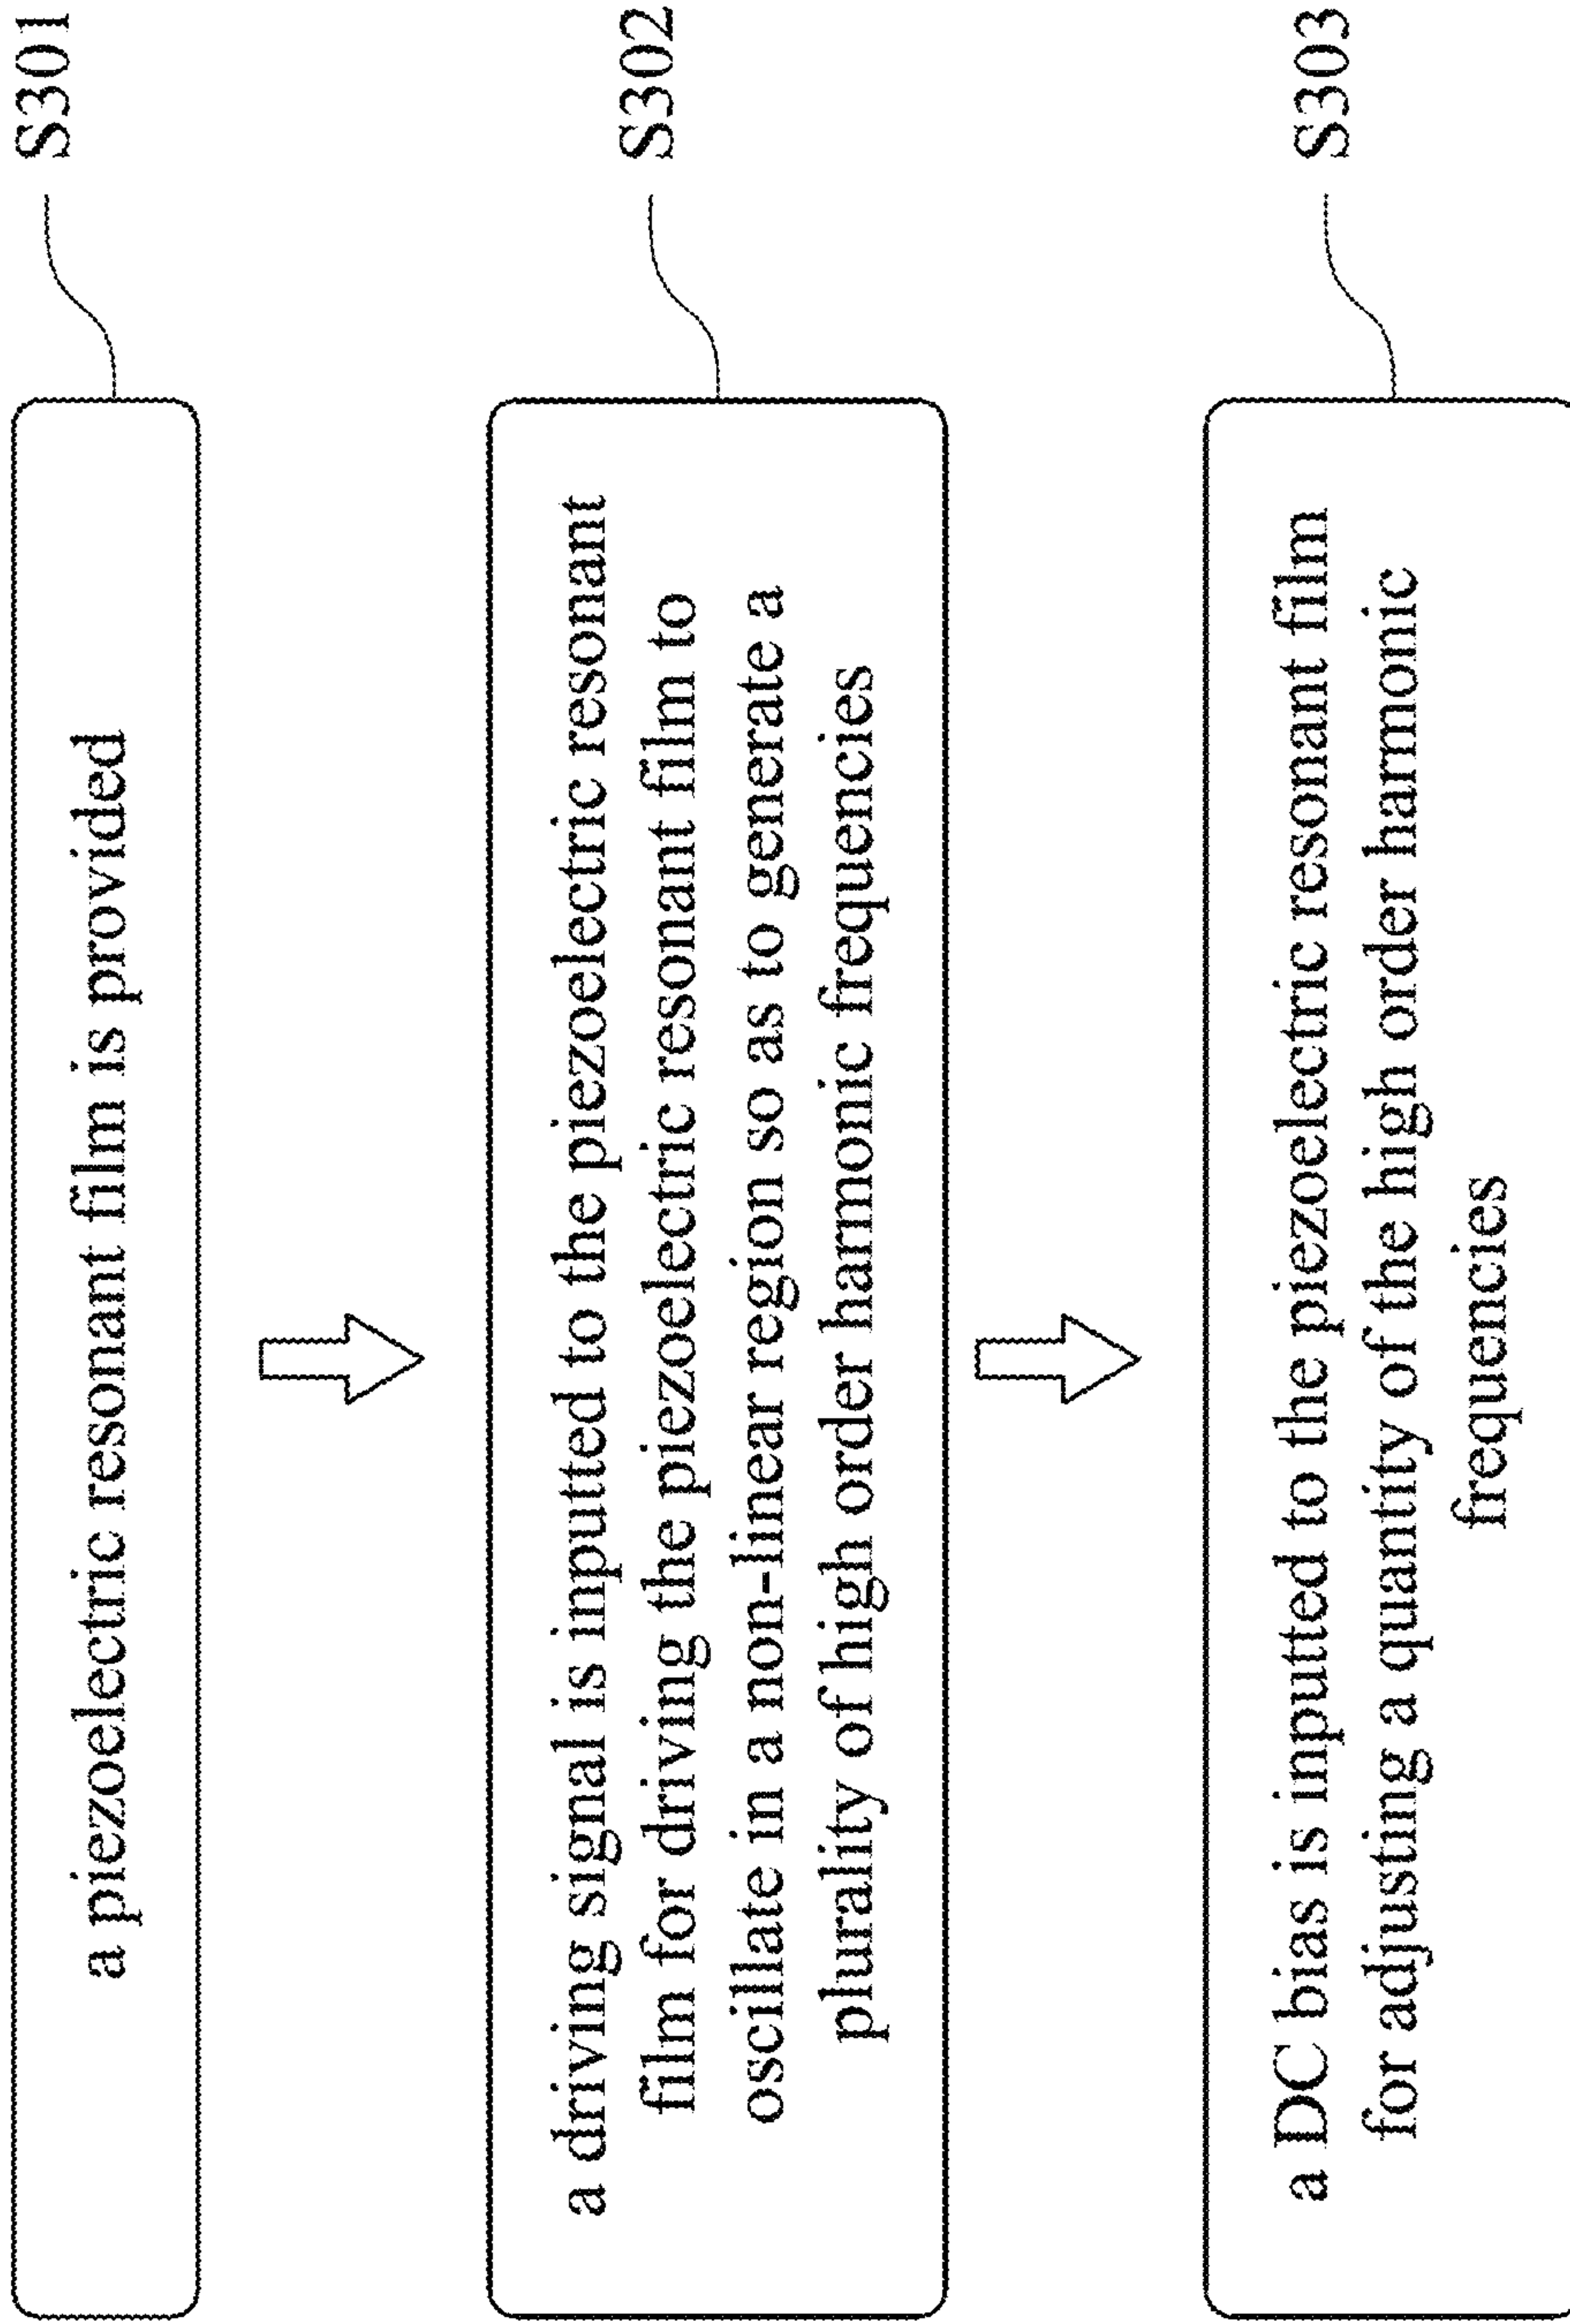 a piezoelectric resonant film is provided
S301
a driving signal is inputted to the piezoelectric resonant
film for driving the piezoelectric resonant film to
oscillate in a non-linear region so as to generate a
plurality of high order harmonic frequencies
S302
a DC bias is inputted to the piezoelectric resonant film
for adjusting a quantity of the high order harmonic
frequencies
S303